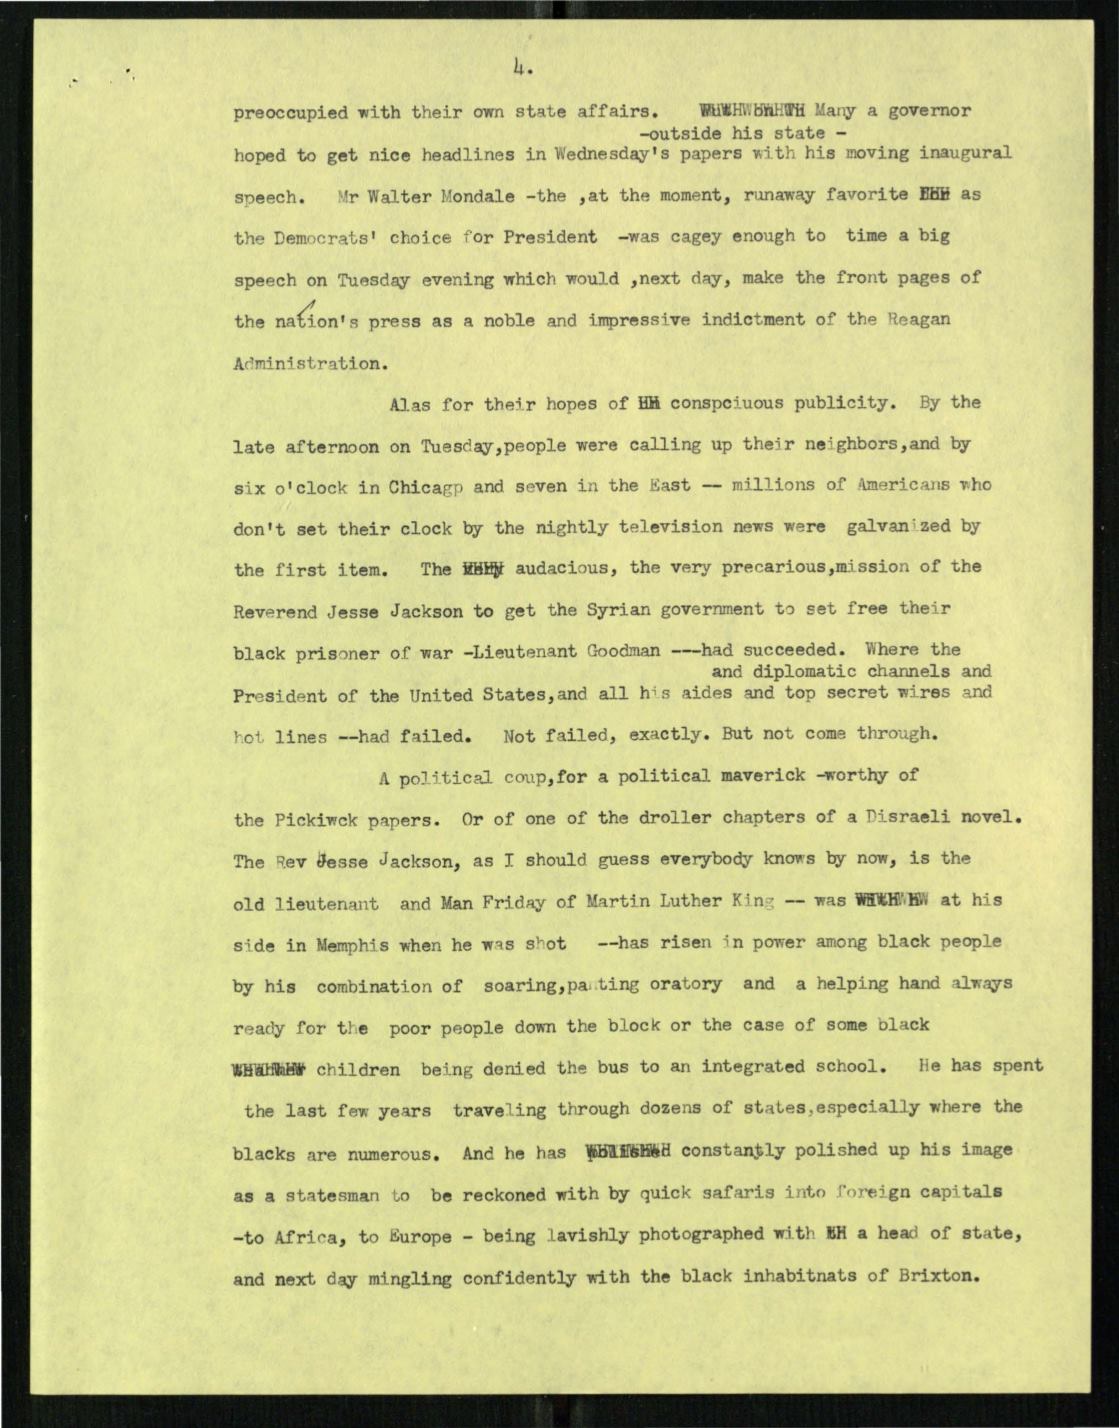 4.
preoccupied with their own state affairs. Many a governor
-outside his state -
hoped to get nice headlines in Wednesday's papers with his moving inaugural
speech. Mr Walter Mondale -the ,at the moment, runaway favorite as
the Democrats' choice for President -was cagey enough to time a big
speech on Tuesday evening which would ,next day, make the front pages of
the nation's press as a noble and impressive indictment of the Reagan
Administration.
Alas for their hopes of conspciuous publicity. By the
late afternoon on Tuesday,people were calling up their neighbors,and by
six o'clock in Chicagp and seven in the East -- millions of Americans who
don't set their clock by the nightly television news were galvanized by
the first item. The audacious, the very precarious,mission of the
Reverend Jesse Jackson to get the Syrian government to set free their
black prisoner of war -Lieutenant Goodman ---had succeeded. Where the
and diplomatic channels and
President of the United States,and all his aides and top secret wires and
hot lines --had failed. Not failed, exactly. But not come through.
A political coup,for a political maverick -worthy of
the Pickiwck papers. Or of one of the droller chapters of a Disraeli novel.
The Rev Jesse Jackson, as I should guess everybody knows by now, is the
old lieutenant and Man Friday of Martin Luther King -- was at his
side in Memphis when he was shot --has risen in power among black people
by his combination of soaring, oratory and a helping hand always
ready for the poor people down the block or the case of some black
children being denied the bus to an integrated school. He has spent
the last few years traveling through dozens of states,especially where the
blacks are numerous. And he has constantly polished up his image
as a statesman to be reckoned with by quick safaris into foreign capitals
-to Africa, to Europe - being lavishly photographed with a head of state,
and next day mingling confidently with the black inhabitnats of Brixton.